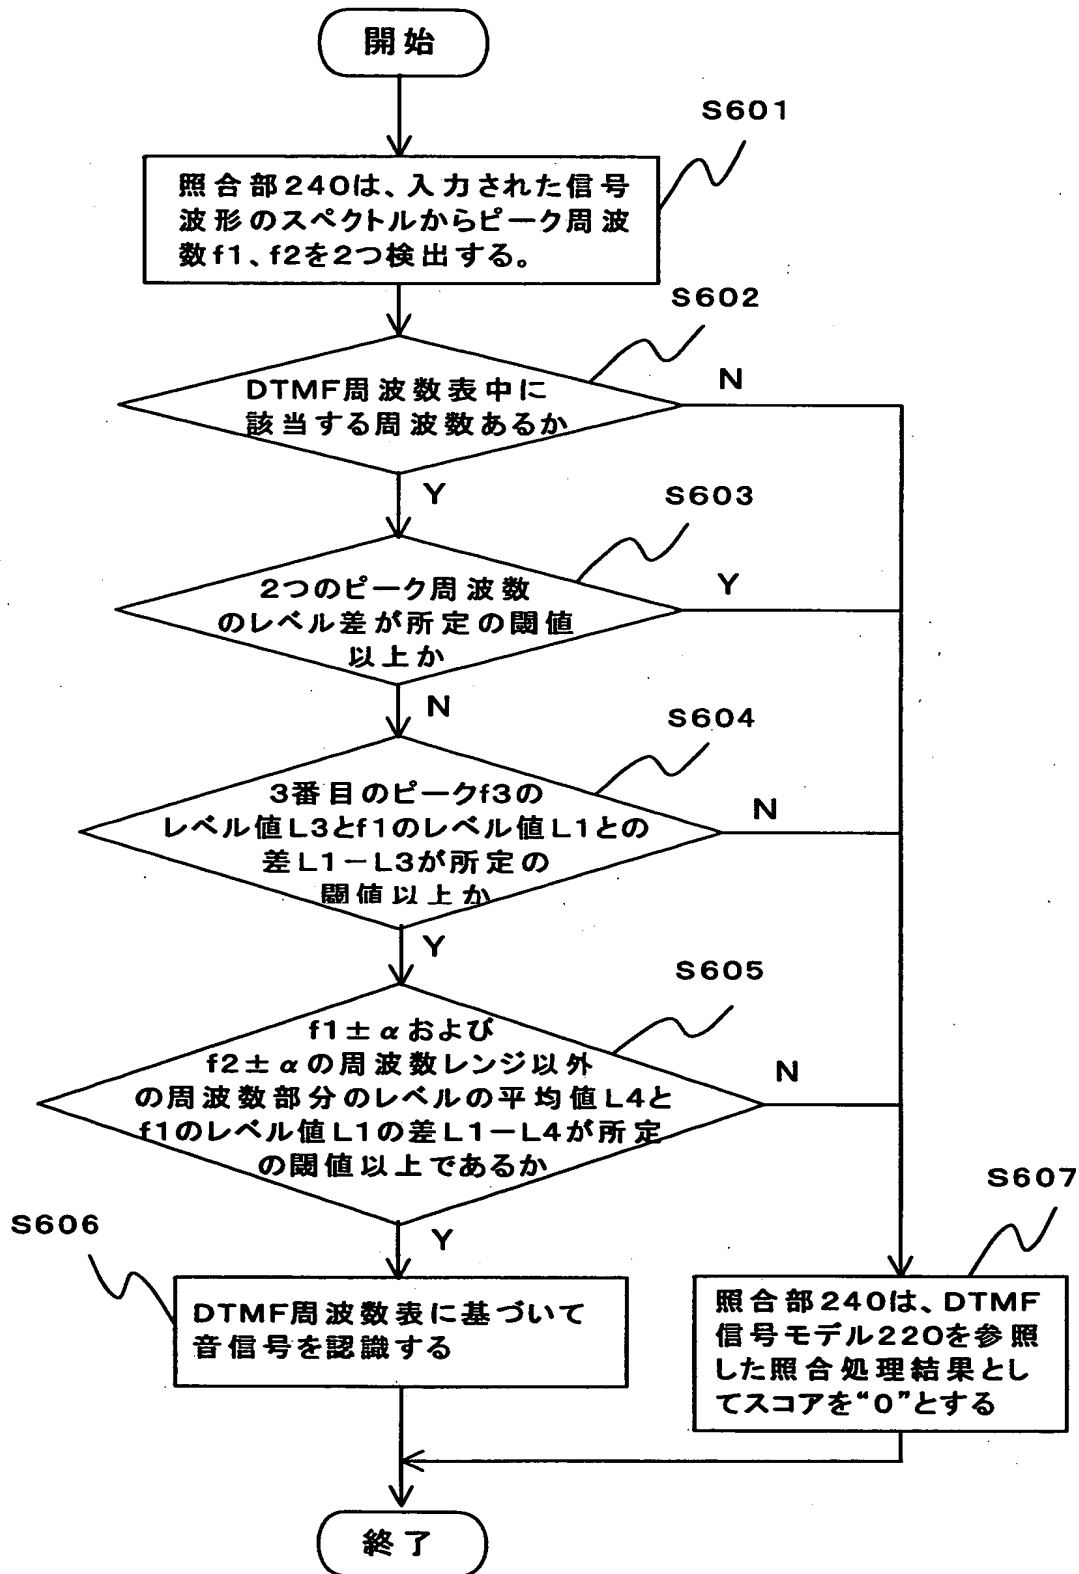 開始
S601
照合部240は、入力された信号
波形のスペクトルからピーク周波
数f1、f2を2つ検出する。
S602
DTMF周波数表中に
該当する周波数あるか
N
Y
S603
2つのピーク周波数
のレベル差が所定の閾値
以上か
Y
N
S604
3番目のピークf3の
レベル値L3とf1のレベル値L1との
差L1－L3が所定の
閾値以上か
N
Y
S605
f1±αおよび
f2±αの周波数レンジ以外
の周波数部分のレベルの平均値L4と
f1のレベル値L1の差L1－L4が所定
の閾値以上であるか
N
Y
S606
DTMF周波数表に基づいて
音信号を認識する
S607
照合部240は、DTMF
信号モデル220を参照
した照合処理結果とし
てスコアを“0”とする
終了